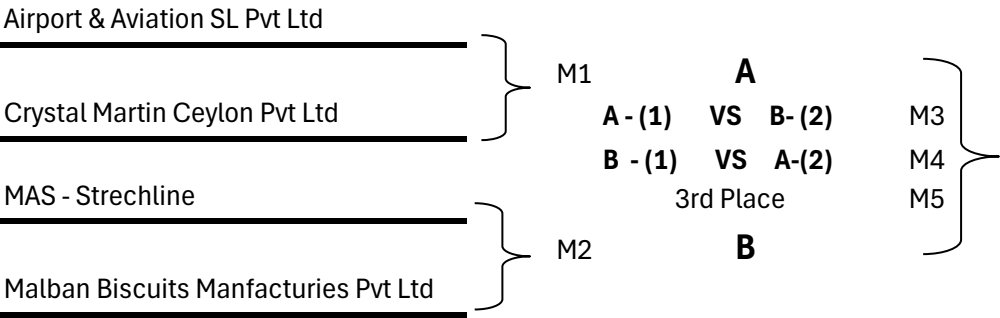 Airport & Aviation SL Pvt Ltd
Crystal Martin Ceylon Pvt Ltd
MAS - Strechline
Malban Biscuits Manfacturies Pvt Ltd
M1 A
A - (1) VS B- (2) M3
B - (1) VS A-(2) M4
3rd Place M5
M2 B